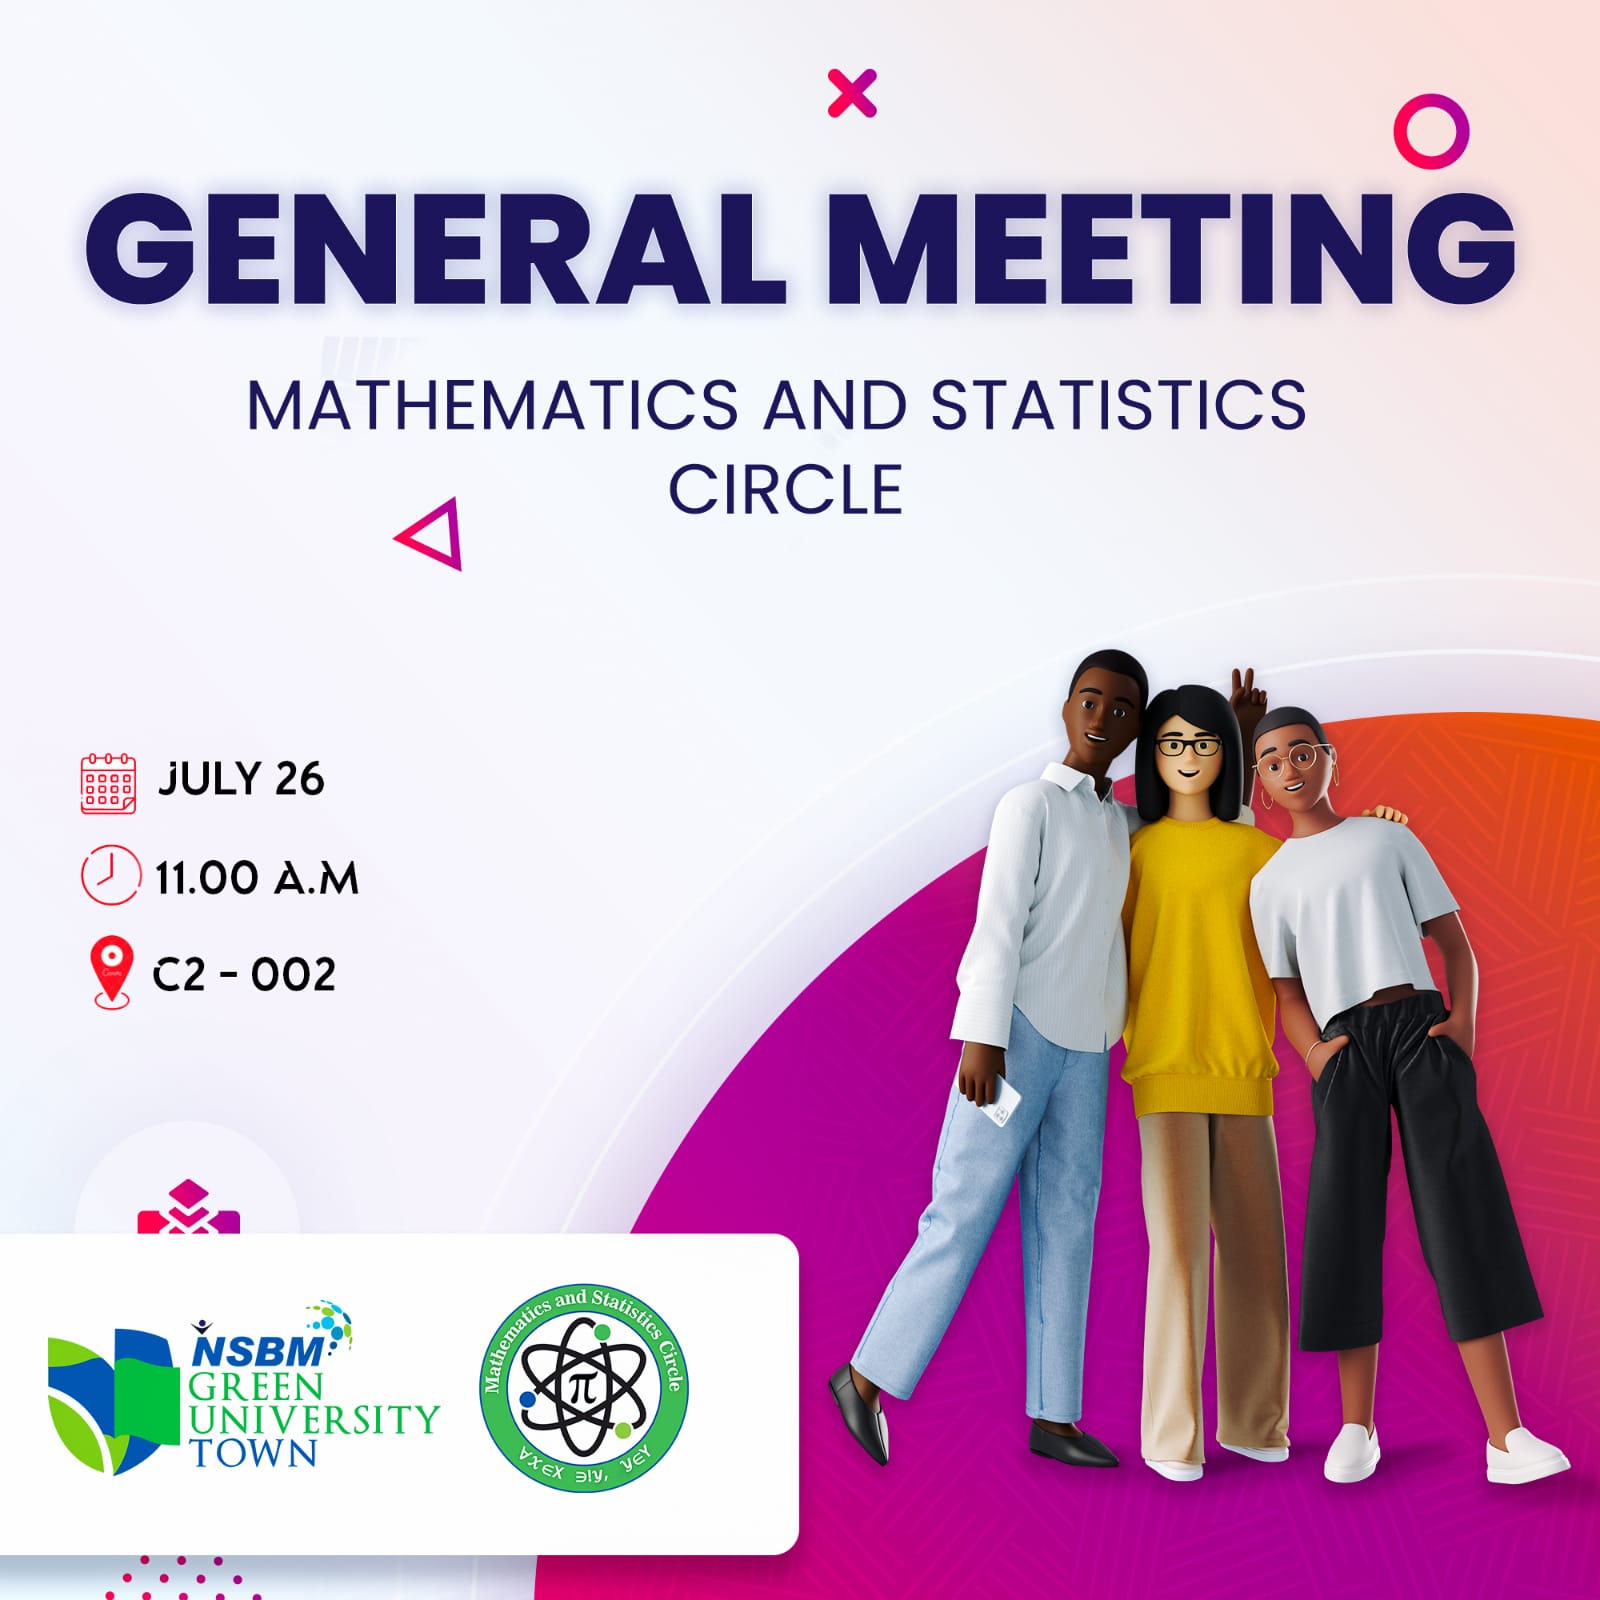 GENERAL MEETING
MATHEMATICS AND STATISTICS
CIRCLE
JULY 26
11.00 A.M
C2 - 002
NSBM
GREEN
UNIVERSITY
TOWN
Mathematics and Statistics Circle
π
∀x∈X ∃!y, y∈Y